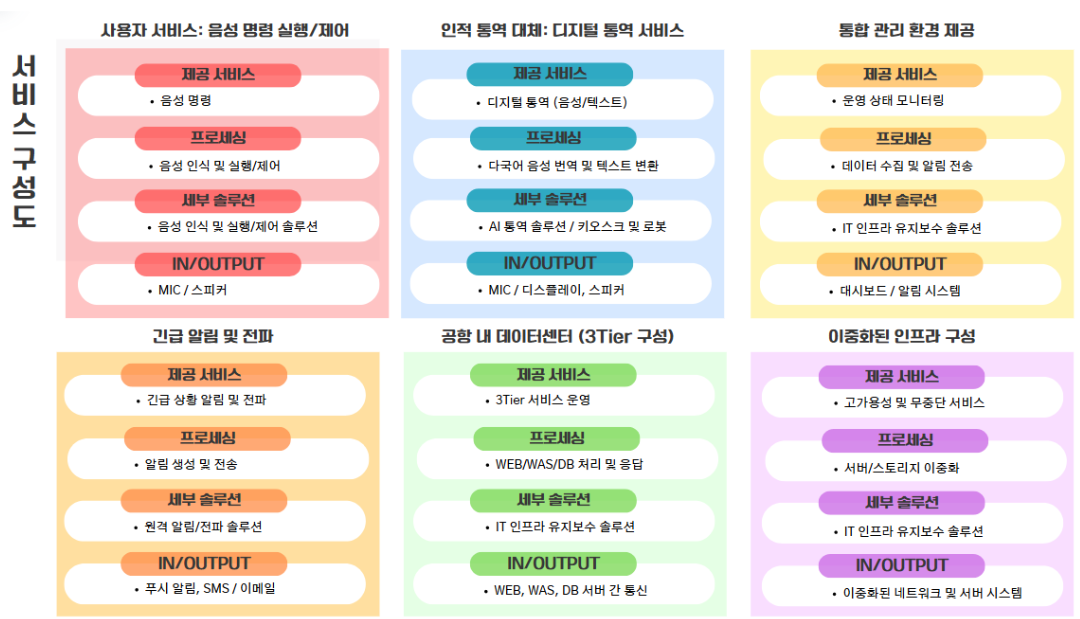 서비스 구성도
사용자 서비스: 음성 명령 실행/제어
제공 서비스
• 음성 명령
프로세싱
• 음성 인식 및 실행/제어
세부 솔루션
• 음성 인식 및 실행/제어 솔루션
IN/OUTPUT
• MIC / 스피커
인적 통역 대체: 디지털 통역 서비스
제공 서비스
• 디지털 통역 (음성/텍스트)
프로세싱
• 다국어 음성 번역 및 텍스트 변환
세부 솔루션
• AI 통역 솔루션 / 키오스크 및 로봇
IN/OUTPUT
• MIC / 디스플레이, 스피커
통합 관리 환경 제공
제공 서비스
• 운영 상태 모니터링
프로세싱
• 데이터 수집 및 알림 전송
세부 솔루션
• IT 인프라 유지보수 솔루션
IN/OUTPUT
• 대시보드 / 알림 시스템
긴급 알림 및 전파
제공 서비스
• 긴급 상황 알림 및 전파
프로세싱
• 알림 생성 및 전송
세부 솔루션
• 원격 알림/전파 솔루션
IN/OUTPUT
• 푸시 알림, SMS / 이메일
공항 내 데이터센터 (3Tier 구성)
제공 서비스
• 3Tier 서비스 운영
프로세싱
• WEB/WAS/DB 처리 및 응답
세부 솔루션
• IT 인프라 유지보수 솔루션
IN/OUTPUT
• WEB, WAS, DB 서버 간 통신
이중화된 인프라 구성
제공 서비스
• 고가용성 및 무중단 서비스
프로세싱
• 서버/스토리지 이중화
세부 솔루션
• IT 인프라 유지보수 솔루션
IN/OUTPUT
• 이중화된 네트워크 및 서버 시스템